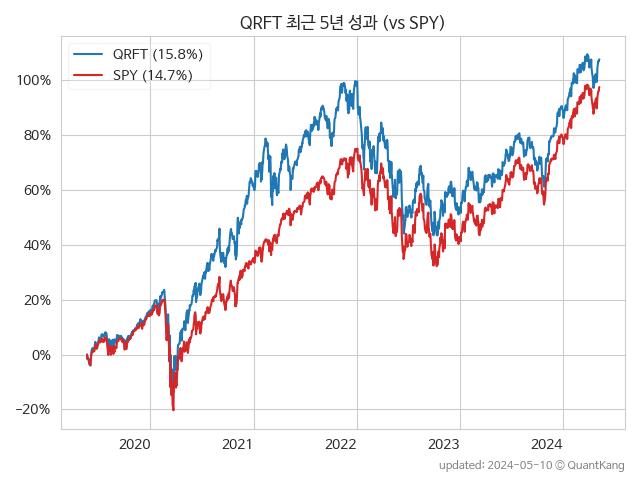 QRFT 최근 5년 성과 (vs SPY)
QRFT (15.8%)
SPY (14.7%)
100%
80%
60%
40%
20%
0%
−20%
2020 2021 2022 2023 2024
updated: 2024-05-10 © QuantKang